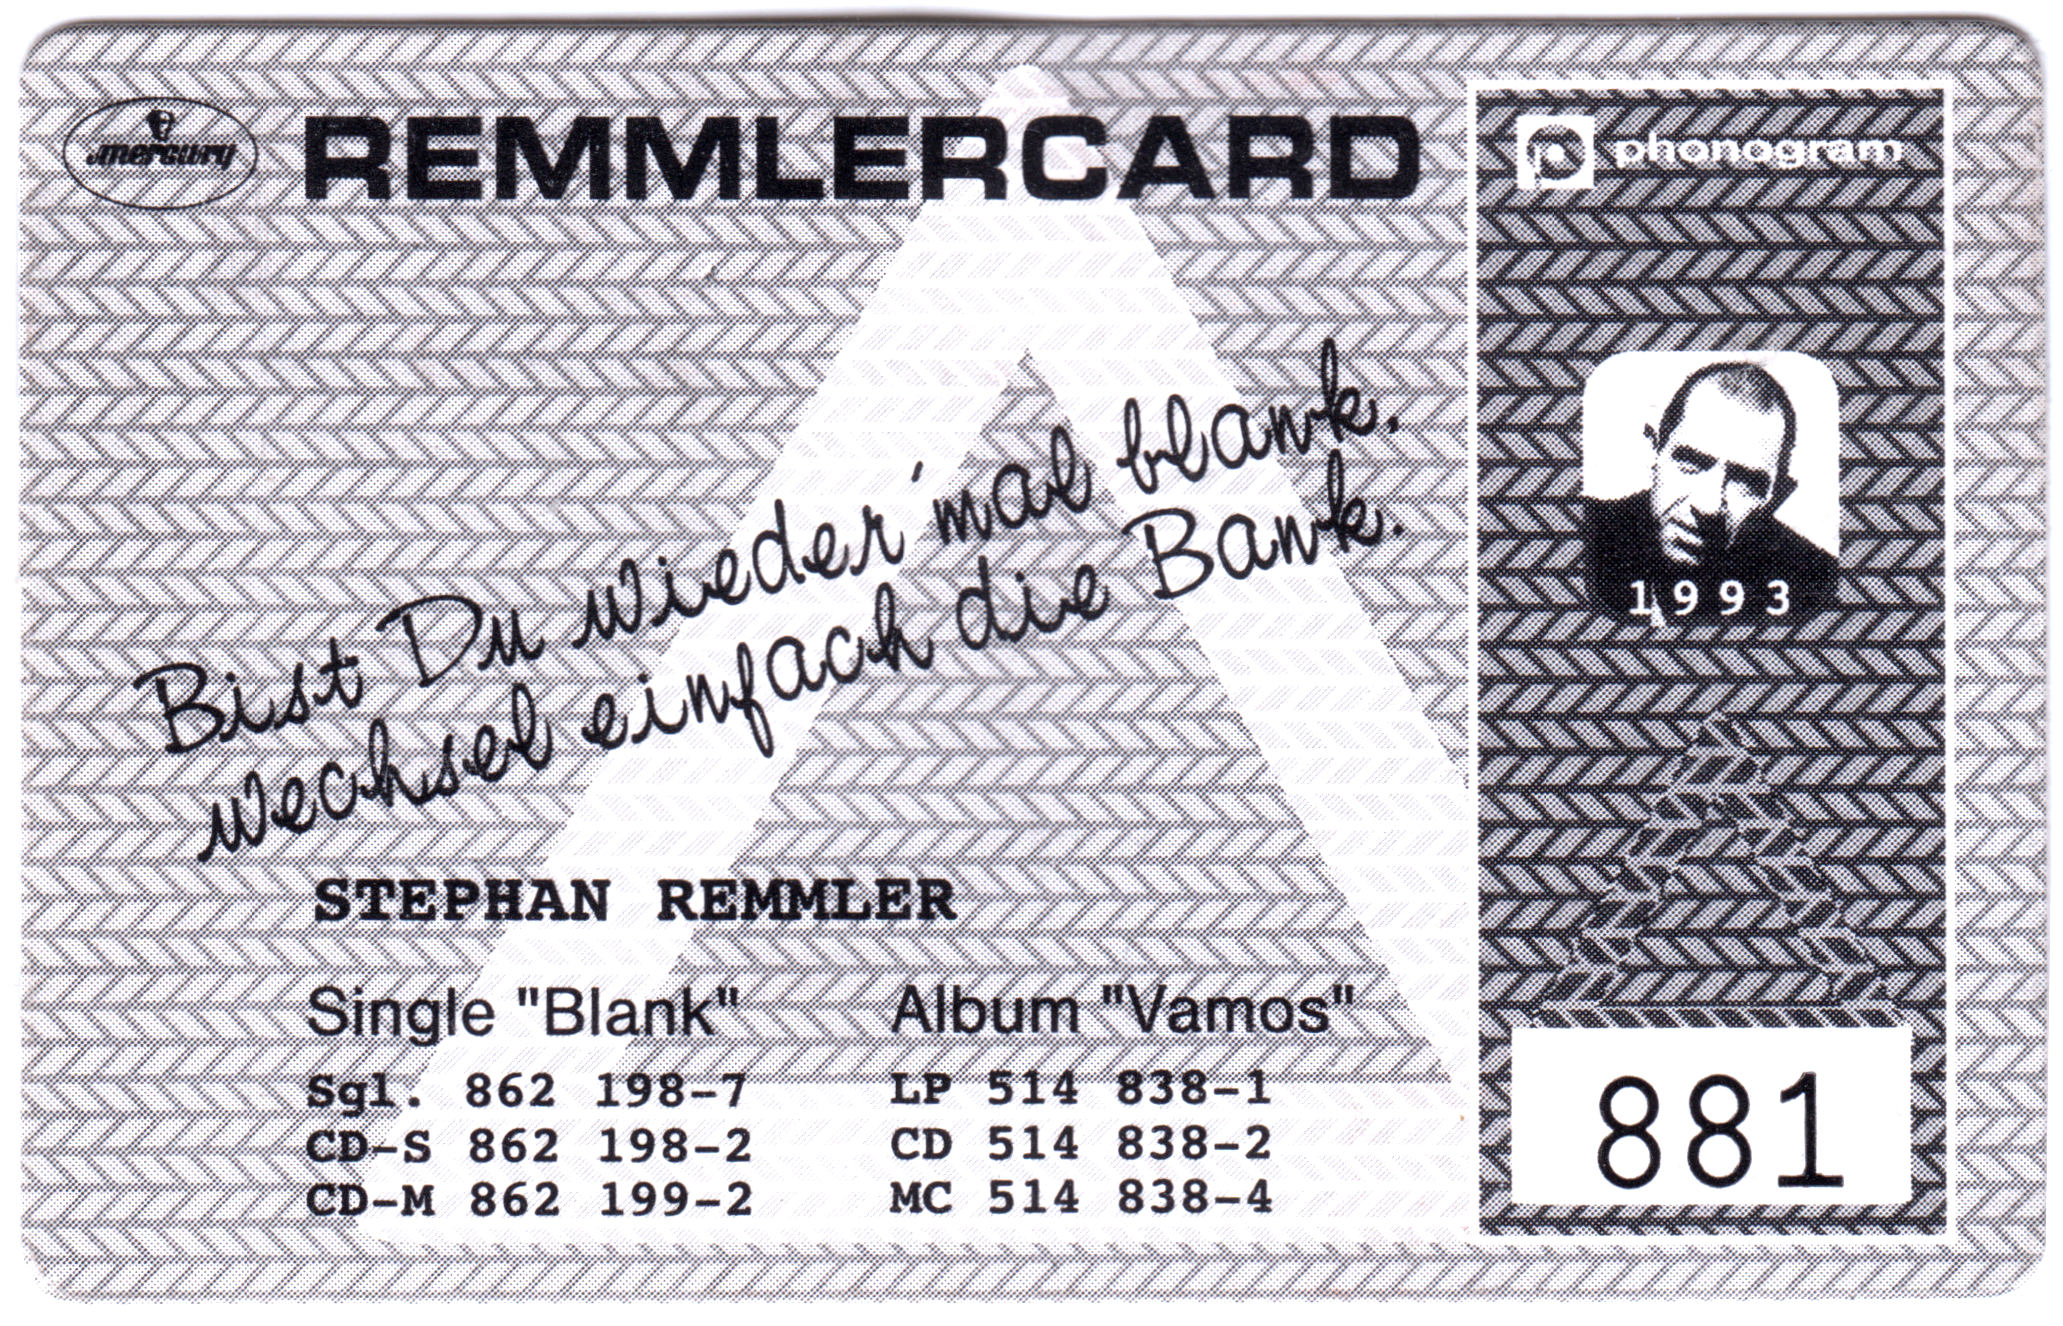 mercury
REMMLERCARD
phonogram
Bist Du wieder 'mal blank.
wechsel einfach die Bank.
1993
STEPHAN REMMLER
Single "Blank"
Sgl. 862 198-7
CD-S 862 198-2
CD-M 862 199-2
Album "Vamos"
LP 514 838-1
CD 514 838-2
MC 514 838-4
881